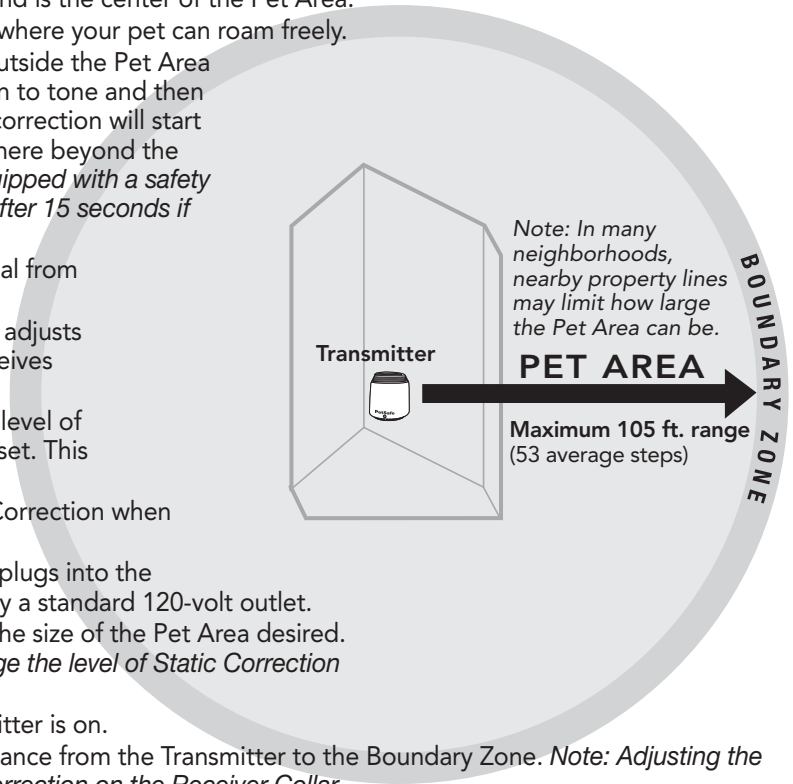 nd is the center of the Pet Area.
where your pet can roam freely.
utside the Pet Area
n to tone and then
correction will start
here beyond the
ipped with a safety
fter 15 seconds if
al from
adjusts
eives
level of
set. This
Correction when
plugs into the
y a standard 120-volt outlet.
he size of the Pet Area desired.
ge the level of Static Correction
itter is on.
ance from the Transmitter to the Boundary Zone. Note: Adjusting the
orrection on the Receiver Collar.
Note: In many
neighborhoods,
nearby property lines
may limit how large
the Pet Area can be.
Transmitter
PetSafe
PET AREA
Maximum 105 ft. range
(53 average steps)
BOUNDARY ZONE